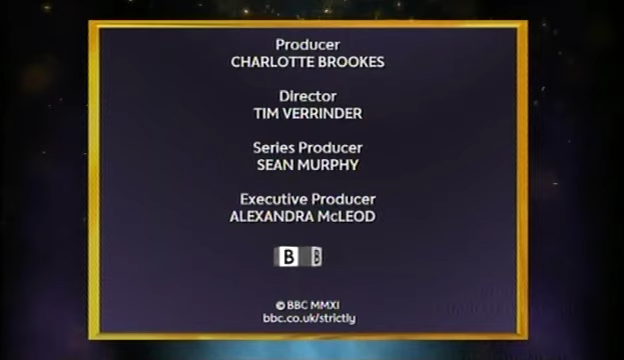 Producer
CHARLOTTE BROOKES
Director
TIM VERRINDER
Series Producer
SEAN MURPHY
Executive Producer
ALEXANDRA McLEOD
B B
© BBC MMXI
bbc.co.uk/strictly